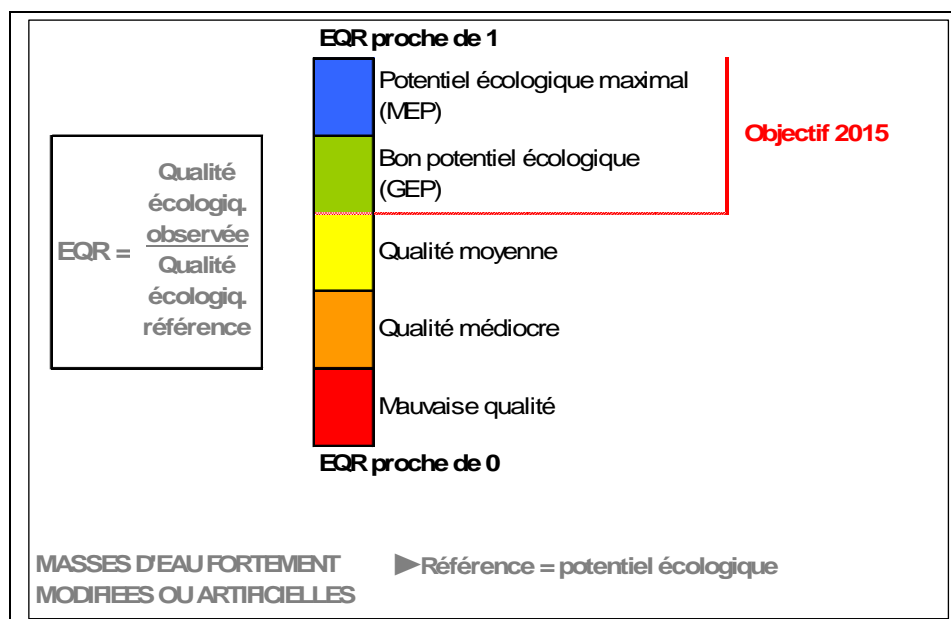 EQR proche de 1
Potentiel écologique maximal
(MEP)
Objectif 2015
Bon potentiel écologique
(GEP)
EQR =
Qualité
écologiq.
observée
Qualité
écologiq.
référence
Qualité moyenne
Qualité médiocre
Mauvaise qualité
EQR proche de 0
MASSES D'EAU FORTEMENT
MODIFIEES OU ARTIFICIELLES
►Référence = potentiel écologique